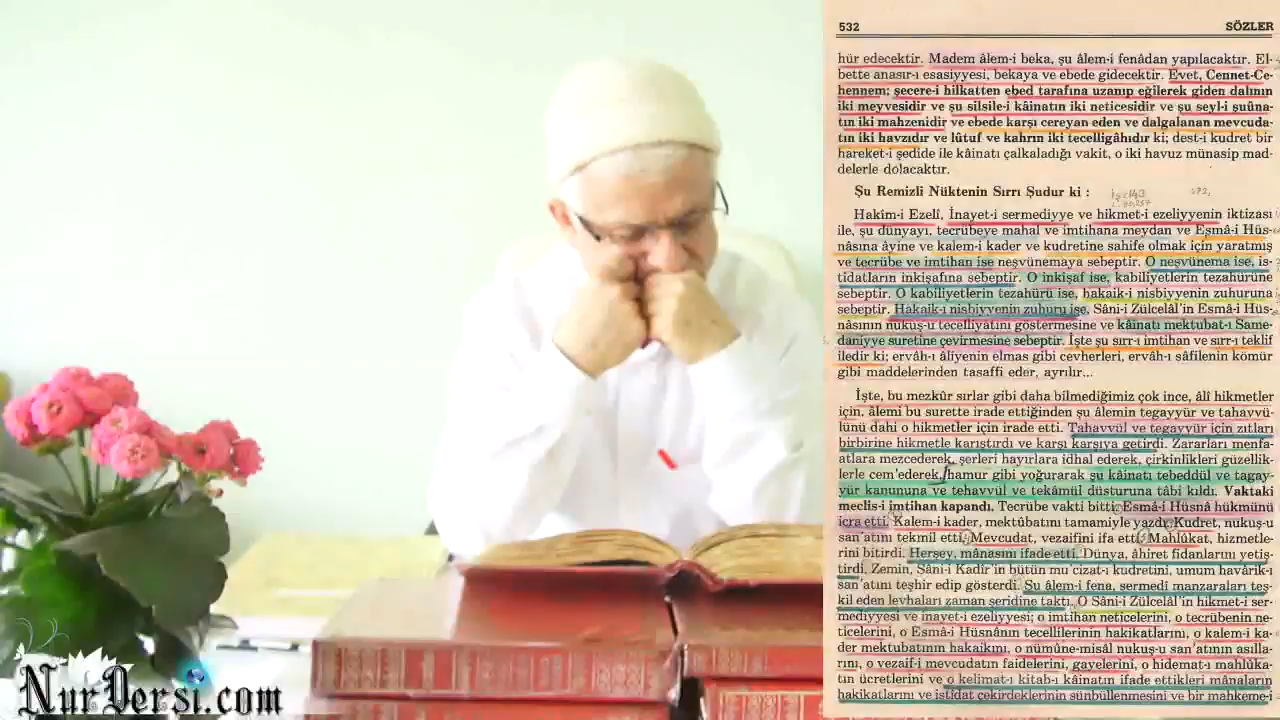 532 SÖZLER
hür edecektir. Madem âlem-i beka, şu âlem-i fenâdan yapılacaktır. El-
bette anasır-ı esasiyyesi, bekaya ve ebede gidecektir. Evet, Cennet-Ce-
hennem; şecere-i hilkatten ebed tarafına uzanıp eğilerek giden dalının
iki meyvesidir ve şu silsile-i kâinatın iki neticesidir ve şu seyl-i şuûna-
tın iki mahzenidir ve ebede karşı cereyan eden ve dalgalanan mevcuda-
tın iki havzıdır ve lûtuf ve kahrın iki tecelligâhıdır ki; dest-i kudret bir
hareket-i şedide ile kâinatı çalkaladığı vakit, o iki havuz münasip mad-
delerle dolacaktır.
Şu Remizli Nüktenin Sırrı Şudur ki :
Hakîm-i Ezelî, İnayet-i sermediyye ve hikmet-i ezeliyyenin iktizası
ile, şu dünyayı, tecrübeye mahal ve imtihana meydan ve Esmâ-i Hüs-
nâsına âyine ve kalem-i kader ve kudretine sahife olmak için yaratmış
ve tecrübe ve imtihan ise neşvünemaya sebeptir. O neşvünema ise, is-
tidatların inkişafına sebeptir. O inkişaf ise, kabiliyetlerin tezahürüne
sebeptir. O kabiliyetlerin tezahürü ise, hakaik-i nisbiyyenin zuhuruna
sebeptir. Hakaik-i nisbiyyenin zuhuru ise, Sâni-i Zülcelâl'in Esmâ-i Hüs-
nâsının nukuş-u tecelliyatını göstermesine ve kâinatı mektubat-ı Same-
daniyye suretine çevirmesine sebeptir. İşte şu sırr-ı imtihan ve sırr-ı teklif
iledir ki; ervâh-ı âliyenin elmas gibi cevherleri, ervâh-ı sâfilenin kömür
gibi maddelerinden tasaffi eder, ayrılır...
İşte, bu mezkûr sırlar gibi daha bilmediğimiz çok ince, âlî hikmetler
için, âlemi bu surette irade ettiğinden şu âlemin tegayyür ve tahavvü-
lünü dahi o hikmetler için irade etti. Tahavvül ve tegayyür için zıtları
birbirine hikmetle karıştırdı ve karşı karşıya getirdi. Zararları menfa-
atlara mezcederek, şerleri hayırlara idhal ederek, çirkinlikleri güzellik-
lerle cem'ederek, hamur gibi yoğurarak şu kâinatı tebeddül ve tagay-
yür kanununa ve tehavvül ve tekâmül düsturuna tâbi kıldı. Vaktaki
meclis-i imtihan kapandı. Tecrübe vakti bitti. Esmâ-i Hüsnâ hükmünü
icra etti. Kalem-i kader, mektûbatını tamamiyle yazdı. Kudret, nukuş-u
san'atını tekmil etti. Mevcudat, vezaifini ifa etti. Mahlûkat, hizmetle-
rini bitirdi. Herşey, mânasını ifade etti. Dünya, âhiret fidanlarını yetiş-
tirdi. Zemin, Sâni-i Kadîr'in bütün mu'cizat-ı kudretini, umum havârik-ı
san'atını teşhir edip gösterdi. Şu âlem-i fena, sermedî manzaraları teş-
kil eden levhaları zaman şeridine taktı. O Sâni-i Zülcelâl'in hikmet-i ser-
mediyyesi ve inayet-i ezeliyyesi; o imtihan neticelerini, o tecrübenin ne-
ticelerini, o Esmâ-i Hüsnânın tecellilerinin hakikatlarını, o kalem-i ka-
der mektubatının hakaikını, o nümûne-misâl nukuş-u san'atının asılla-
rını, o vezaif-i mevcudatın faidelerini, gayelerini, o hidemat-ı mahlûka-
tın ücretlerini ve o kelimat-ı kitab-ı kâinatın ifade ettikleri mânaların
hakikatlarını ve istidat çekirdeklerinin sünbüllenmesini ve bir mahkeme-i
NurDersi.com